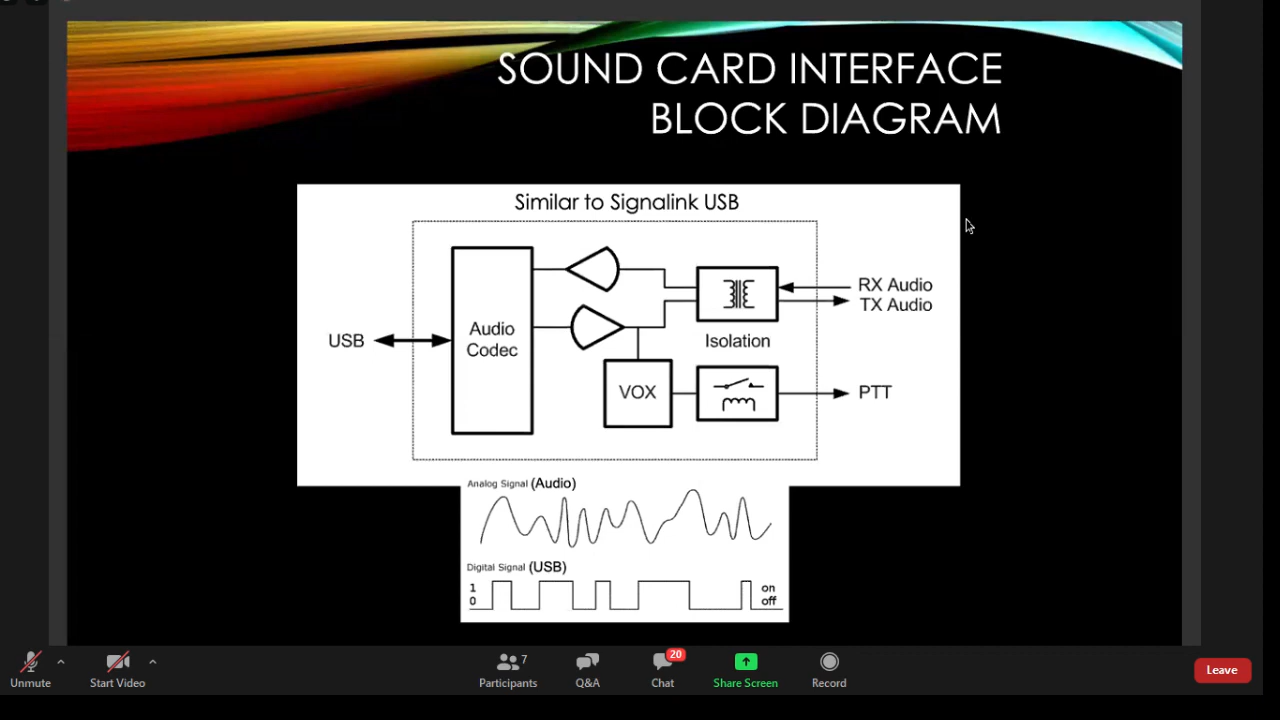 SOUND CARD INTERFACE
BLOCK DIAGRAM
Similar to Signalink USB
USB
Audio
Codec
VOX
Isolation
RX Audio
TX Audio
PTT
Analog Signal (Audio)
Digital Signal (USB)
1
0
on
off
Unmute
Start Video
7
Participants
Q&A
20
Chat
Share Screen
Record
Leave